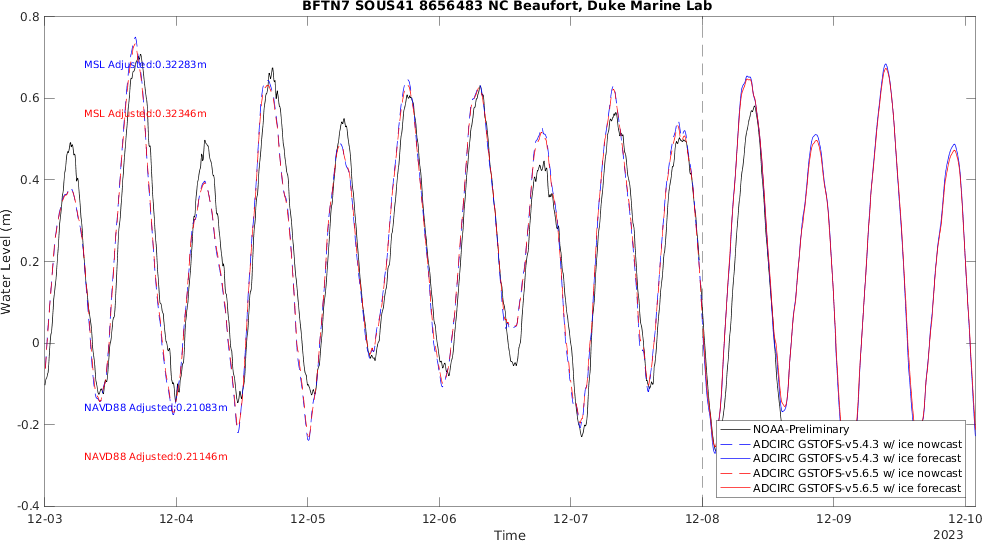 BFTN7 SOUS41 8656483 NC Beaufort, Duke Marine Lab
0.8
0.6
0.4
0.2
0
-0.2
-0.4
Water Level (m)
MSL Adjusted:0.32283m
MSL Adjusted:0.32346m
NAVD88 Adjusted:0.21083m
NAVD88 Adjusted:0.21146m
NOAA-Preliminary
ADCIRC GSTOFS-v5.4.3 w/ ice nowcast
ADCIRC GSTOFS-v5.4.3 w/ ice forecast
ADCIRC GSTOFS-v5.6.5 w/ ice nowcast
ADCIRC GSTOFS-v5.6.5 w/ ice forecast
12-03 12-04 12-05 12-06 12-07 12-08 12-09 12-10
Time
2023